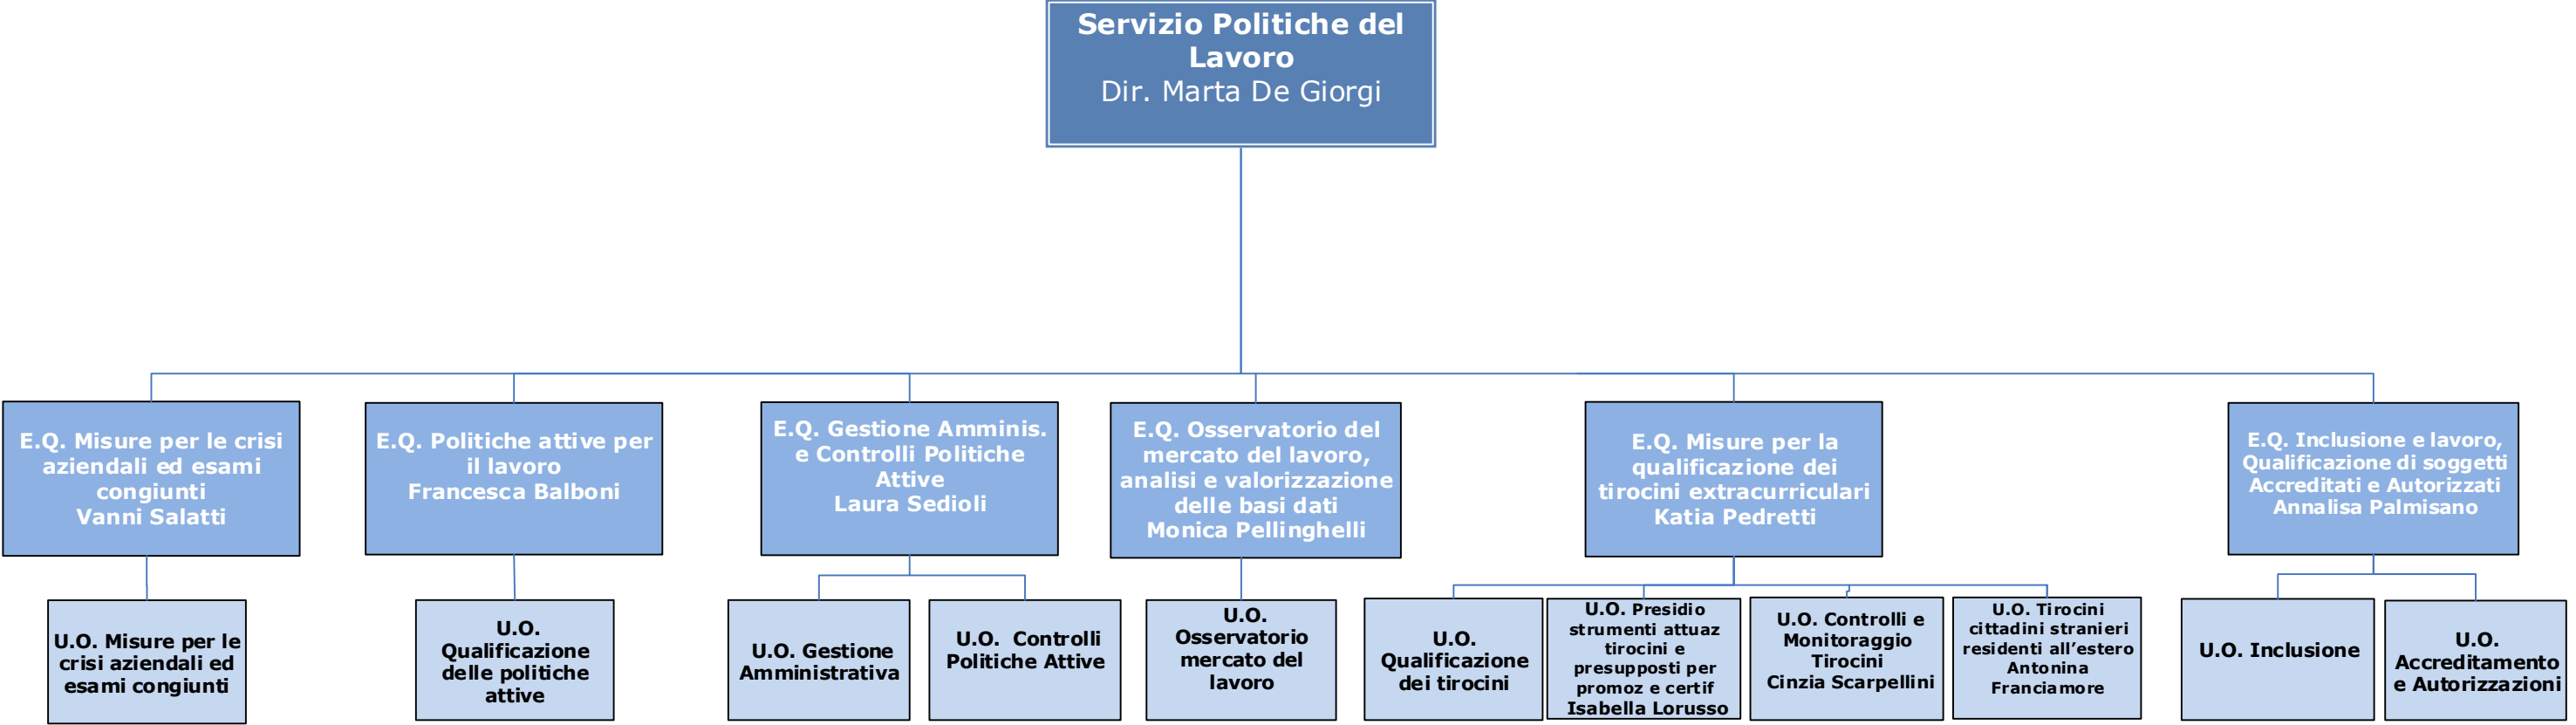 Servizio Politiche del
Lavoro
Dir. Marta De Giorgi
E.Q. Misure per le crisi
aziendali ed esami
congiunti
Vanni Salatti
E.Q. Politiche attive per
il lavoro
Francesca Balboni
E.Q. Gestione Amminis.
e Controlli Politiche
Attive
Laura Sedioli
E.Q. Osservatorio del
mercato del lavoro,
analisi e valorizzazione
delle basi dati
Monica Pellinghelli
E.Q. Misure per la
qualificazione dei
tirocini extracurriculari
Katia Pedretti
E.Q. Inclusione e lavoro,
Qualificazione di soggetti
Accreditati e Autorizzati
Annalisa Palmisano
U.O. Misure per le
crisi aziendali ed
esami congiunti
U.O.
Qualificazione
delle politiche
attive
U.O. Gestione
Amministrativa
U.O. Controlli
Politiche Attive
U.O.
Osservatorio
mercato del
lavoro
U.O.
Qualificazione
dei tirocini
U.O. Presidio
strumenti attuaz
tirocini e
presupposti per
promoz e certif
Isabella Lorusso
U.O. Controlli e
Monitoraggio
Tirocini
Cinzia Scarpellini
U.O. Tirocini
cittadini stranieri
residenti all’estero
Antonina
Franciamore
U.O. Inclusione
U.O.
Accreditamento
e Autorizzazioni